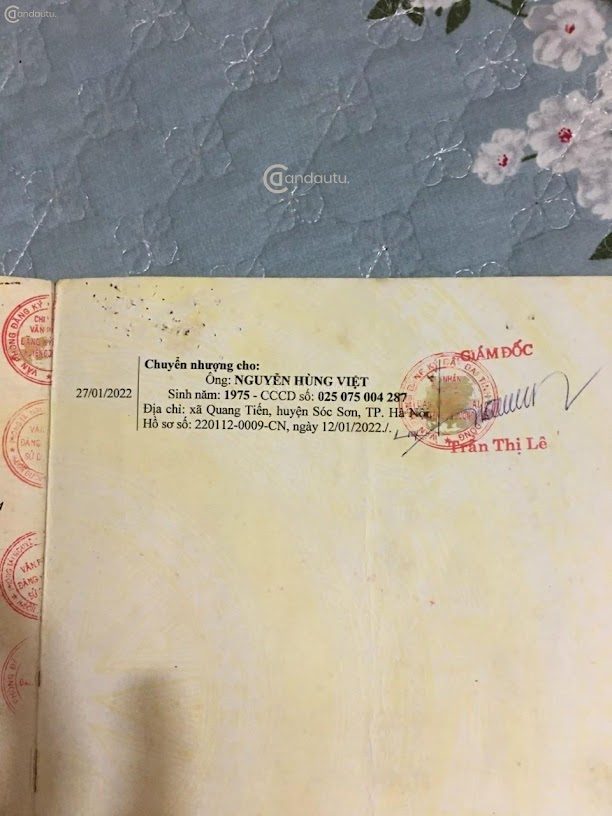 andautu.
andautu.
GIÁM ĐỐC
Chuyển nhượng cho:
Ông: NGUYỄN HÙNG VIỆT
27/01/2022
Sinh năm: 1975 - CCCD số: 025 075 004 287
Địa chỉ: xã Quang Tiến, huyện Sóc Sơn, TP. Hà Nội,
Hồ sơ số: 220112-0009-CN, ngày 12/01/2022./.
Trần Thị Lê